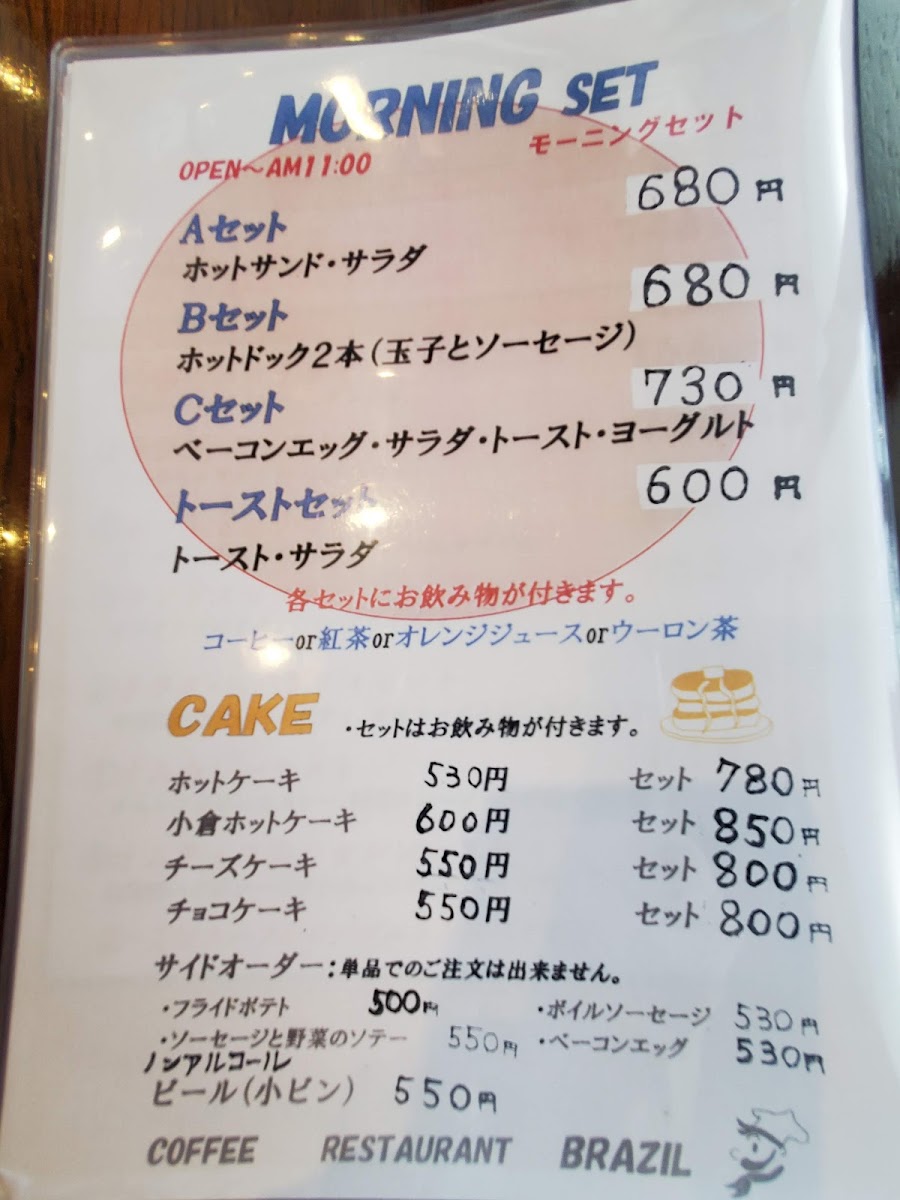 MORNING SET
モーニングセット
OPEN～AM11:00
Aセット 680円
ホットサンド・サラダ
Bセット 680円
ホットドック2本(玉子とソーセージ)
Cセット 730円
ベーコンエッグ・サラダ・トースト・ヨーグルト
トーストセット 600円
トースト・サラダ
各セットにお飲み物が付きます。
コーヒーor紅茶orオレンジジュースorウーロン茶
CAKE ・セットはお飲み物が付きます。
ホットケーキ 530円 セット 780円
小倉ホットケーキ 600円 セット 850円
チーズケーキ 550円 セット 800円
チョコケーキ 550円 セット 800円
サイドオーダー：単品でのご注文は出来ません。
・フライドポテト 500円 ・ボイルソーセージ 530円
・ソーセージと野菜のソテー 550円 ・ベーコンエッグ 530円
ノンアルコール
ビール(小ビン) 550円
COFFEE RESTAURANT BRAZIL